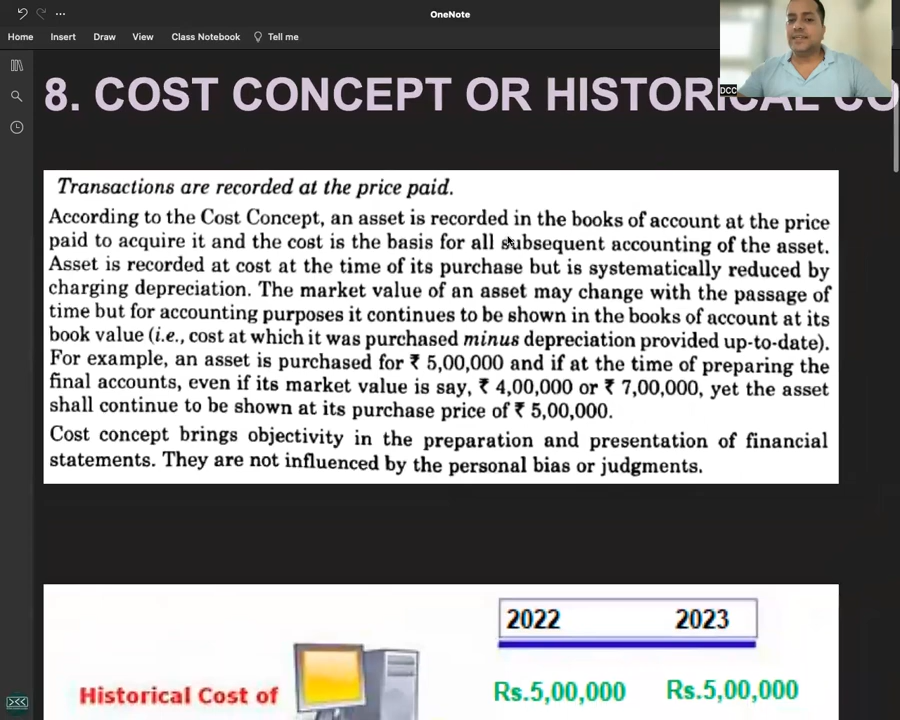 OneNote
Home Insert Draw View Class Notebook Tell me
DCC
8. COST CONCEPT OR HISTORICAL CO
Transactions are recorded at the price paid.
According to the Cost Concept, an asset is recorded in the books of account at the price
paid to acquire it and the cost is the basis for all subsequent accounting of the asset.
Asset is recorded at cost at the time of its purchase but is systematically reduced by
charging depreciation. The market value of an asset may change with the passage of
time but for accounting purposes it continues to be shown in the books of account at its
book value (i.e., cost at which it was purchased minus depreciation provided up-to-date).
For example, an asset is purchased for ₹ 5,00,000 and if at the time of preparing the
final accounts, even if its market value is say, ₹ 4,00,000 or ₹ 7,00,000, yet the asset
shall continue to be shown at its purchase price of ₹ 5,00,000.
Cost concept brings objectivity in the preparation and presentation of financial
statements. They are not influenced by the personal bias or judgments.
2022 2023
Historical Cost of Rs.5,00,000 Rs.5,00,000